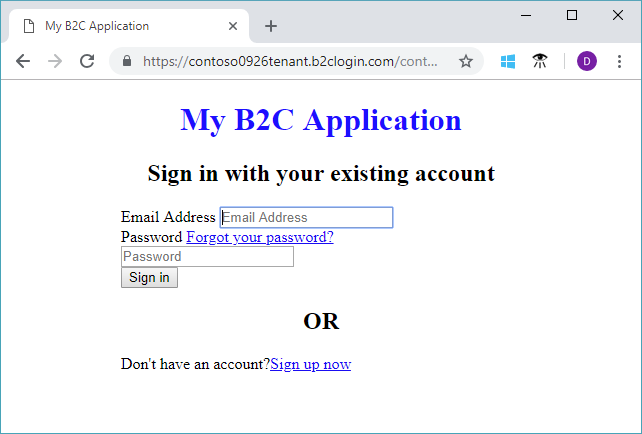 My B2C Application
https://contoso0926tenant.b2clogin.com/cont...
D
My B2C Application
Sign in with your existing account
Email Address Email Address
Password Forgot your password?
Password
Sign in
OR
Don't have an account?Sign up now